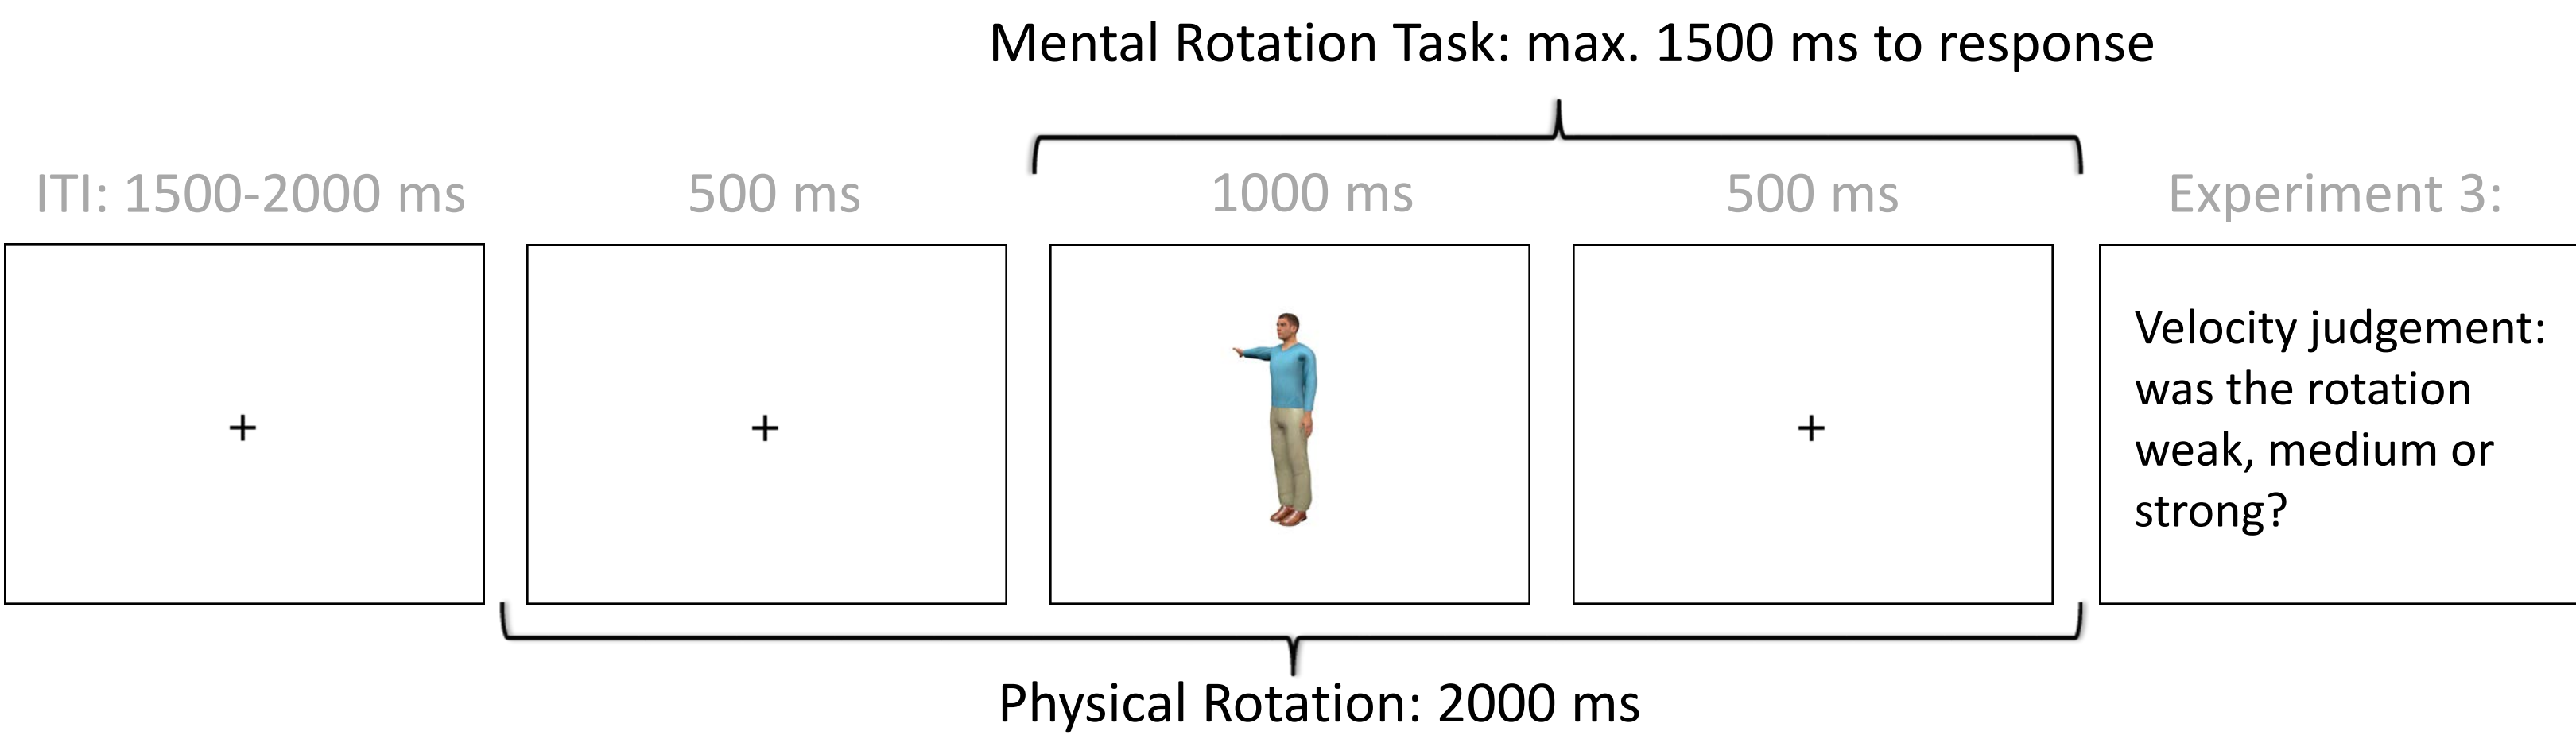 Mental Rotation Task: max. 1500 ms to response
ITI: 1500-2000 ms
500 ms
1000 ms
500 ms
Experiment 3:
+
+
+
Velocity judgement:
was the rotation
weak, medium or
strong?
Physical Rotation: 2000 ms